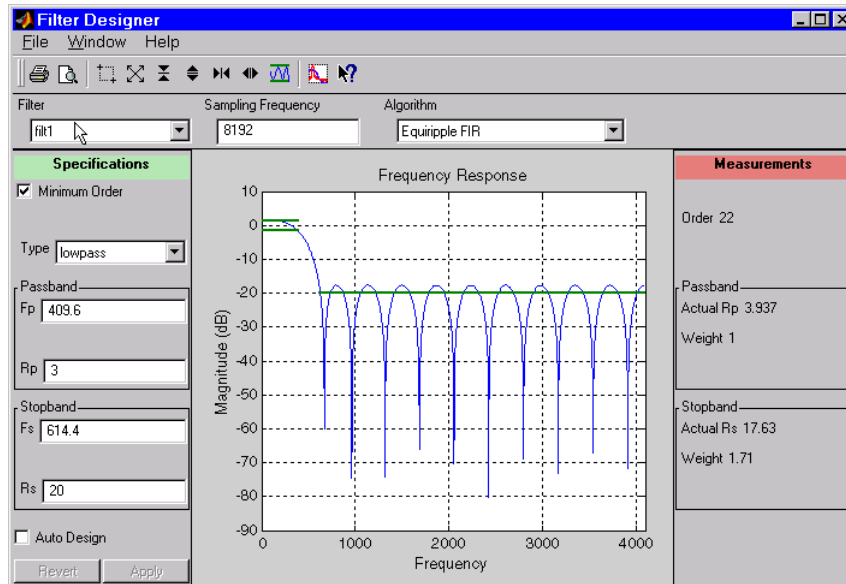 Filter Designer
File Window Help
Filter
Sampling Frequency
Algorithm
filt1
8192
Equiripple FIR
Specifications
Minimum Order
Type lowpass
Passband
Fp 409.6
Rp 3
Stopband
Fs 614.4
Rs 20
Auto Design
Revert Apply
Frequency Response
Magnitude (dB)
10
0
-10
-20
-30
-40
-50
-60
-70
-80
-90
0 1000 2000 3000 4000
Frequency
Measurements
Order 22
Passband
Actual Rp 3.937
Weight 1
Stopband
Actual Rs 17.63
Weight 1.71